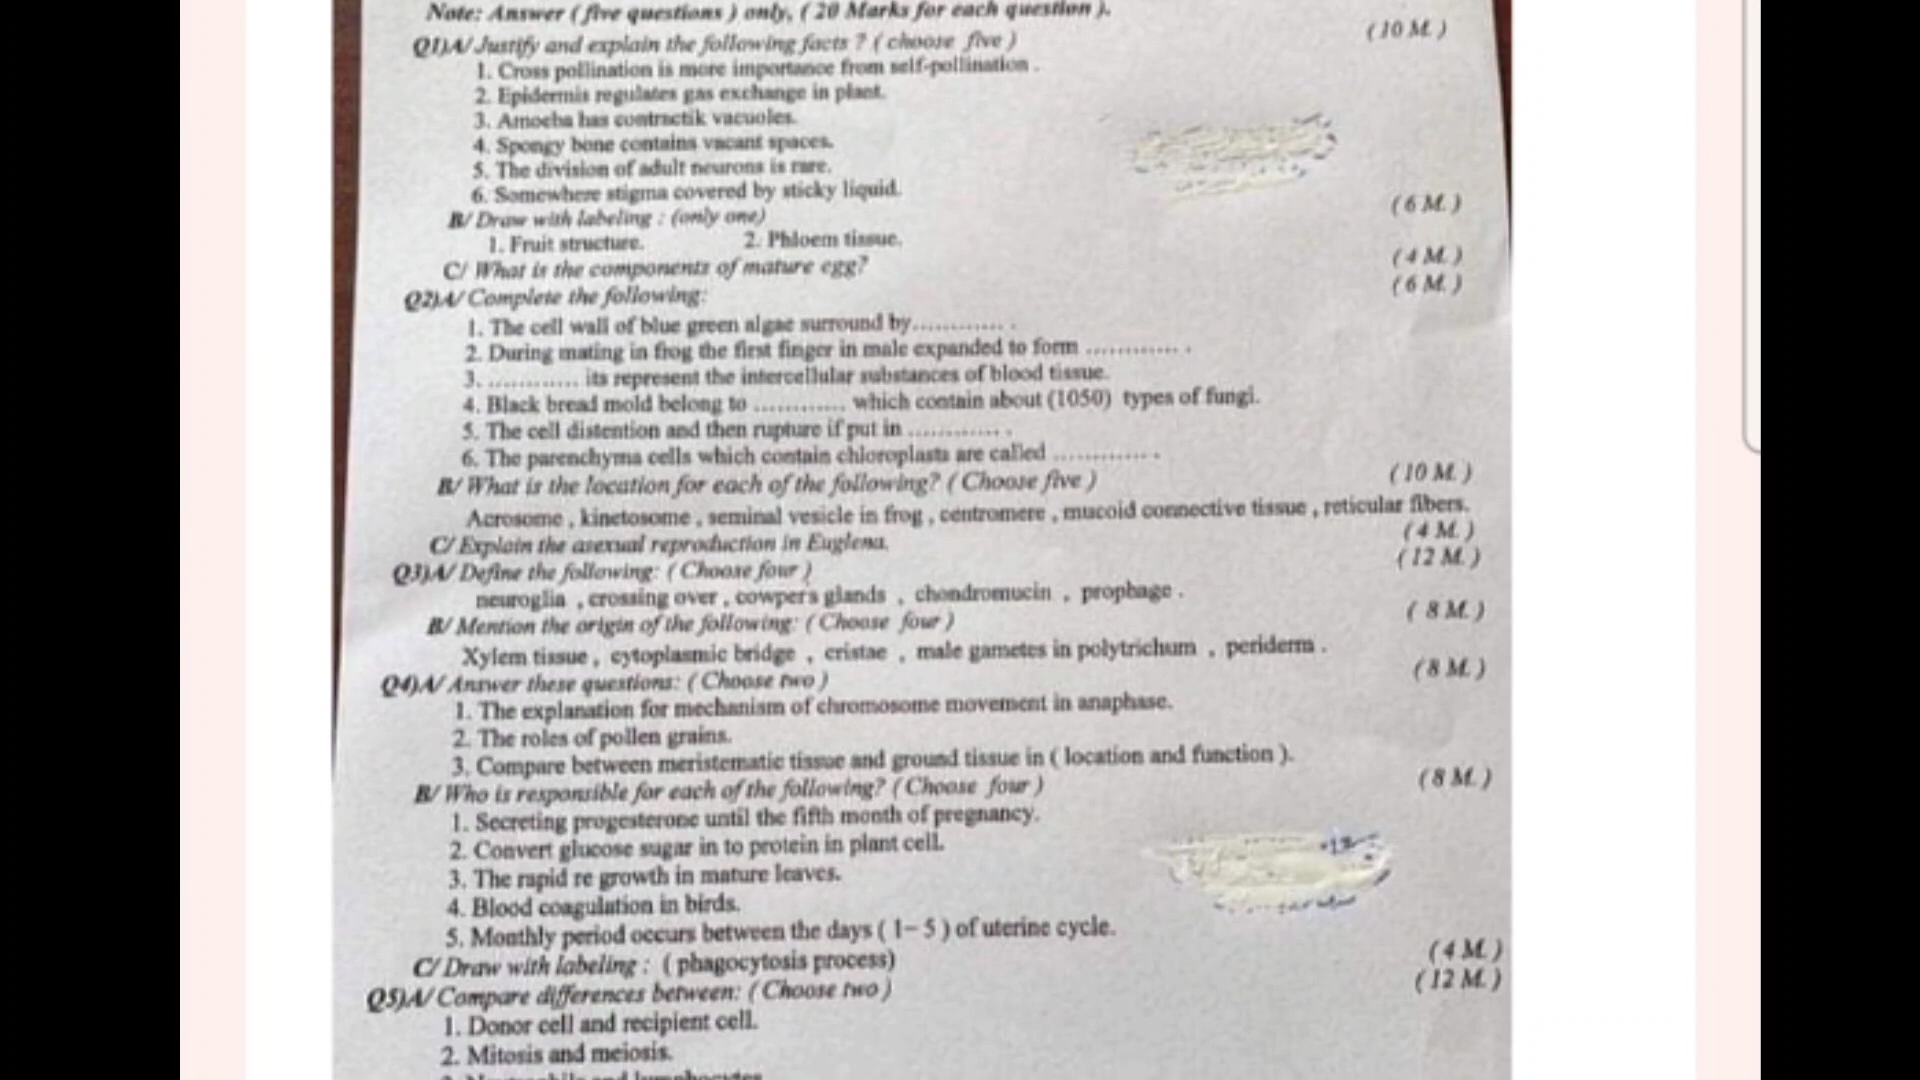 Note: Answer ( five questions ) only, ( 20 Marks for each question ).
Q1)A/ Justify and explain the following facts ? ( choose five ) ( 10 M. )
1. Cross pollination is more importance from self-pollination .
2. Epidermis regulates gas exchange in plant.
3. Amoeba has contractik vacuoles.
4. Spongy bone contains vacant spaces.
5. The division of adult neurons is rare.
6. Somewhere stigma covered by sticky liquid.
B/ Draw with labeling : (only one) ( 6 M. )
1. Fruit structure. 2. Phloem tissue.
C/ What is the components of mature egg? ( 4 M. )
Q2)A/ Complete the following: ( 6 M. )
1. The cell wall of blue green algae surround by............ .
2. During mating in frog the first finger in male expanded to form ............ .
3. ............ its represent the intercellular substances of blood tissue.
4. Black bread mold belong to ............ which contain about (1050) types of fungi.
5. The cell distention and then rupture if put in ............ .
6. The parenchyma cells which contain chloroplasts are called ............ .
B/ What is the location for each of the following? ( Choose five ) ( 10 M. )
Acrosome , kinetosome , seminal vesicle in frog , centromere , mucoid connective tissue , reticular fibers.
C/ Explain the asexual reproduction in Euglena. ( 4 M. )
Q3)A/ Define the following: ( Choose four ) ( 12 M. )
neuroglia , crossing over , cowpers glands , chondromucin , prophage .
B/ Mention the origin of the following: ( Choose four ) ( 8 M. )
Xylem tissue , cytoplasmic bridge , cristae , male gametes in polytrichum , periderm .
Q4)A/ Answer these questions: ( Choose two ) ( 8 M. )
1. The explanation for mechanism of chromosome movement in anaphase.
2. The roles of pollen grains.
3. Compare between meristematic tissue and ground tissue in ( location and function ).
B/ Who is responsible for each of the following? ( Choose four ) ( 8 M. )
1. Secreting progesterone until the fifth month of pregnancy.
2. Convert glucose sugar in to protein in plant cell.
3. The rapid re growth in mature leaves.
4. Blood coagulation in birds.
5. Monthly period occurs between the days ( 1- 5 ) of uterine cycle.
C/ Draw with labeling : ( phagocytosis process) ( 4 M. )
Q5)A/ Compare differences between: ( Choose two ) ( 12 M. )
1. Donor cell and recipient cell.
2. Mitosis and meiosis.